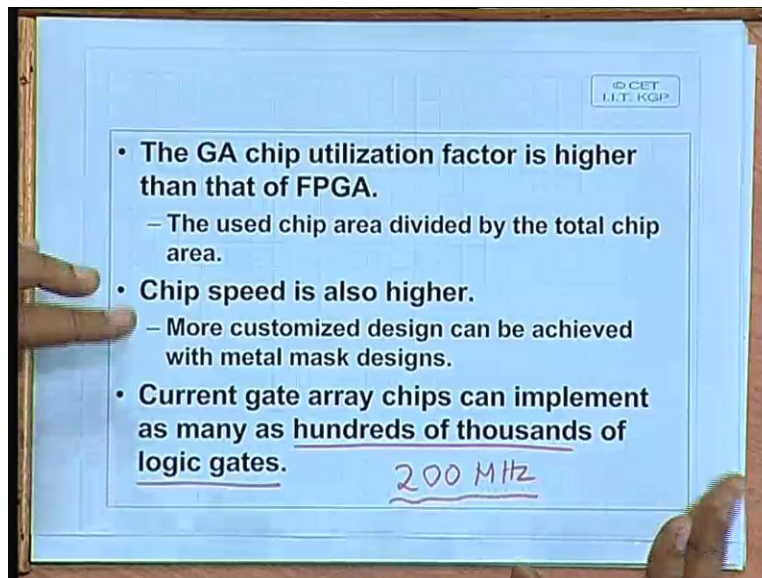 © CET
I.I.T. KGP
• The GA chip utilization factor is higher
than that of FPGA.
– The used chip area divided by the total chip
area.
• Chip speed is also higher.
– More customized design can be achieved
with metal mask designs.
• Current gate array chips can implement
as many as hundreds of thousands of
logic gates.
200 MHz